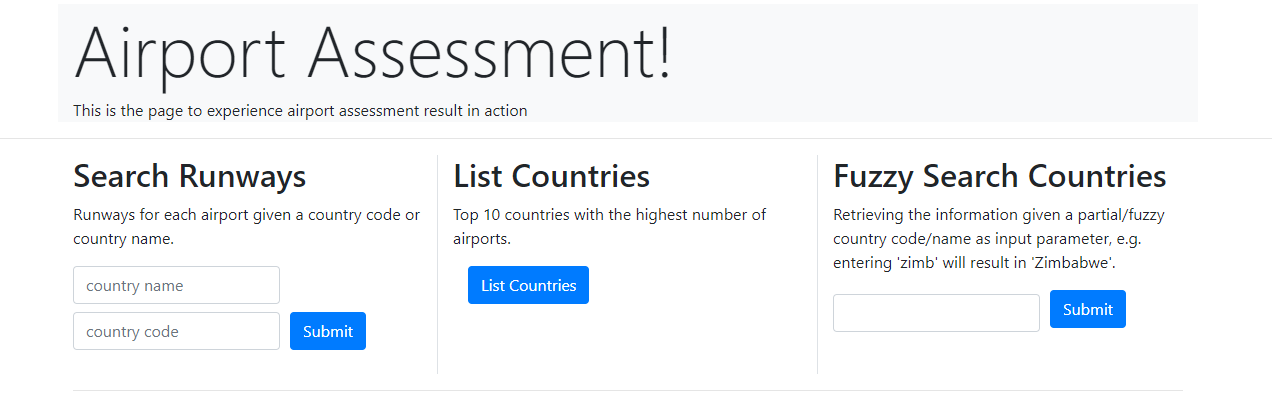 Airport Assessment!
This is the page to experience airport assessment result in action
Search Runways
Runways for each airport given a country code or
country name.
country name
country code
Submit
List Countries
Top 10 countries with the highest number of
airports.
List Countries
Fuzzy Search Countries
Retrieving the information given a partial/fuzzy
country code/name as input parameter, e.g.
entering 'zimb' will result in 'Zimbabwe'.
Submit